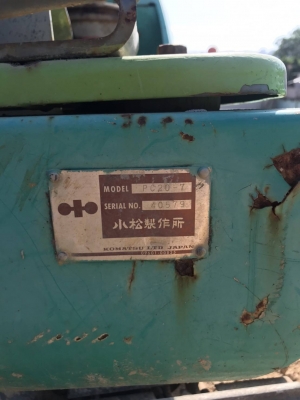 MODEL PC20-7
SERIAL NO. 40579
小松製作所
KOMATSU LTD JAPAN